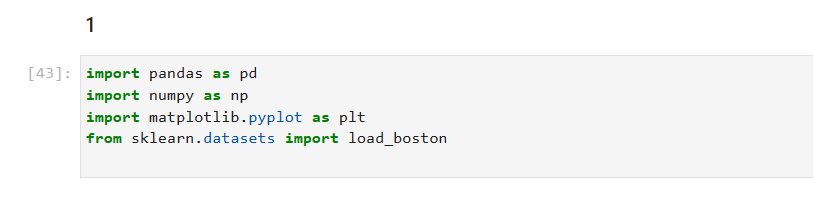 1
[43]:
import pandas as pd
import numpy as np
import matplotlib.pyplot as plt
from sklearn.datasets import load_boston